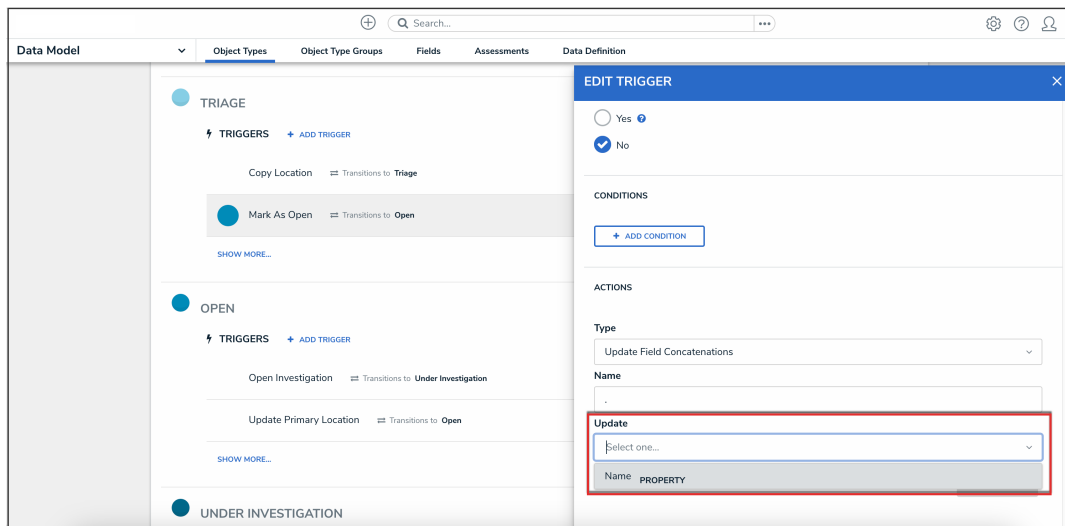 Search...
Data Model
Object Types
Object Type Groups
Fields
Assessments
Data Definition
TRIAGE
TRIGGERS
+ ADD TRIGGER
Copy Location Transitions to Triage
Mark As Open Transitions to Open
SHOW MORE...
OPEN
TRIGGERS
+ ADD TRIGGER
Open Investigation Transitions to Under Investigation
Update Primary Location Transitions to Open
SHOW MORE...
UNDER INVESTIGATION
EDIT TRIGGER
Yes
No
CONDITIONS
+ ADD CONDITION
ACTIONS
Type
Update Field Concatenations
Name
-
Update
Select one...
Name PROPERTY